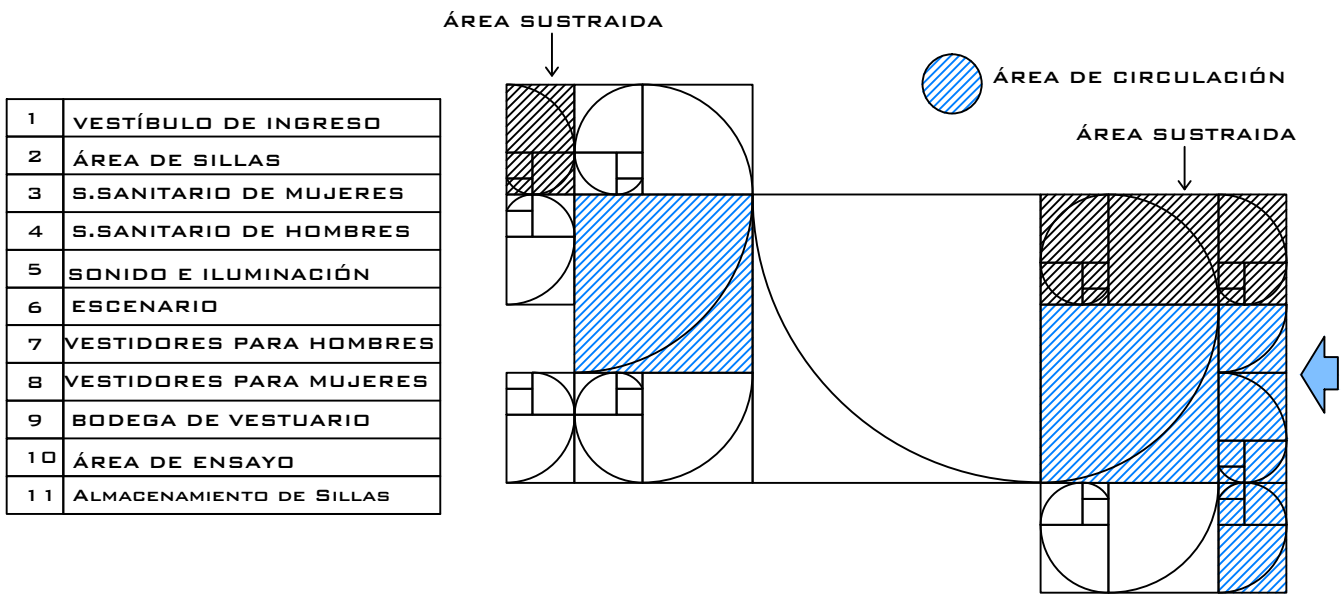 ÁREA SUSTRAIDA
ÁREA DE CIRCULACIÓN
ÁREA SUSTRAIDA
1 VESTÍBULO DE INGRESO
2 ÁREA DE SILLAS
3 S.SANITARIO DE MUJERES
4 S.SANITARIO DE HOMBRES
5 SONIDO E ILUMINACIÓN
6 ESCENARIO
7 VESTIDORES PARA HOMBRES
8 VESTIDORES PARA MUJERES
9 BODEGA DE VESTUARIO
10 ÁREA DE ENSAYO
11 ALMACENAMIENTO DE SILLAS